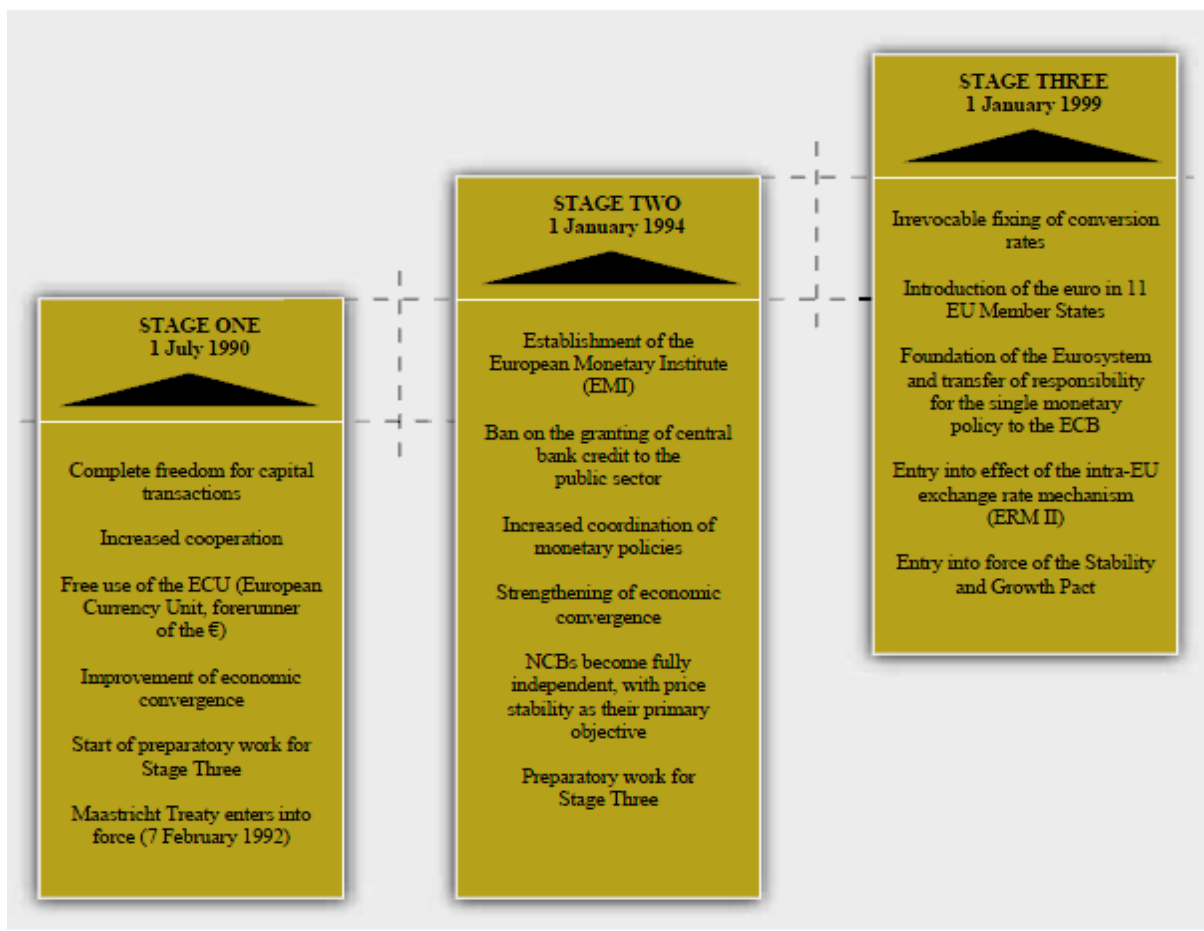 STAGE ONE
1 July 1990
Complete freedom for capital
transactions
Increased cooperation
Free use of the ECU (European
Currency Unit, forerunner
of the €)
Improvement of economic
convergence
Start of preparatory work for
Stage Three
Maastricht Treaty enters into
force (7 February 1992)
STAGE TWO
1 January 1994
Establishment of the
European Monetary Institute
(EMI)
Ban on the granting of central
bank credit to the
public sector
Increased coordination of
monetary policies
Strengthening of economic
convergence
NCBs become fully
independent, with price
stability as their primary
objective
Preparatory work for
Stage Three
STAGE THREE
1 January 1999
Irrevocable fixing of conversion
rates
Introduction of the euro in 11
EU Member States
Foundation of the Eurosystem
and transfer of responsibility
for the single monetary
policy to the ECB
Entry into effect of the intra-EU
exchange rate mechanism
(ERM II)
Entry into force of the Stability
and Growth Pact